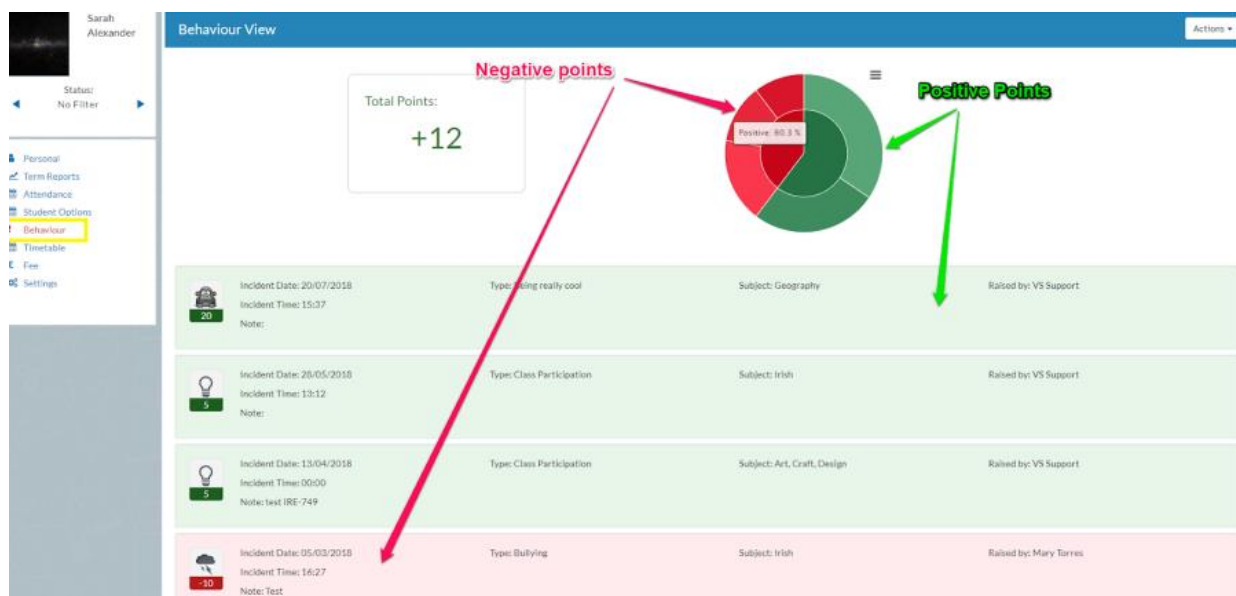 Sarah
Alexander
Status:
No Filter
Personal
Term Reports
Attendance
Student Options
Behaviour
Timetable
Fee
Settings
Behaviour View
Actions
Total Points:
+12
Negative points
Positive Points
Positive: 80.3 %
20
Incident Date: 20/07/2018
Incident Time: 15:37
Note:
Type: Being really cool
Subject: Geography
Raised by: VS Support
5
Incident Date: 28/05/2018
Incident Time: 13:12
Note:
Type: Class Participation
Subject: Irish
Raised by: VS Support
5
Incident Date: 13/04/2018
Incident Time: 00:00
Note: test IRE-749
Type: Class Participation
Subject: Art, Craft, Design
Raised by: VS Support
-10
Incident Date: 05/03/2018
Incident Time: 16:27
Note: Test
Type: Bullying
Subject: Irish
Raised by: Mary Torres